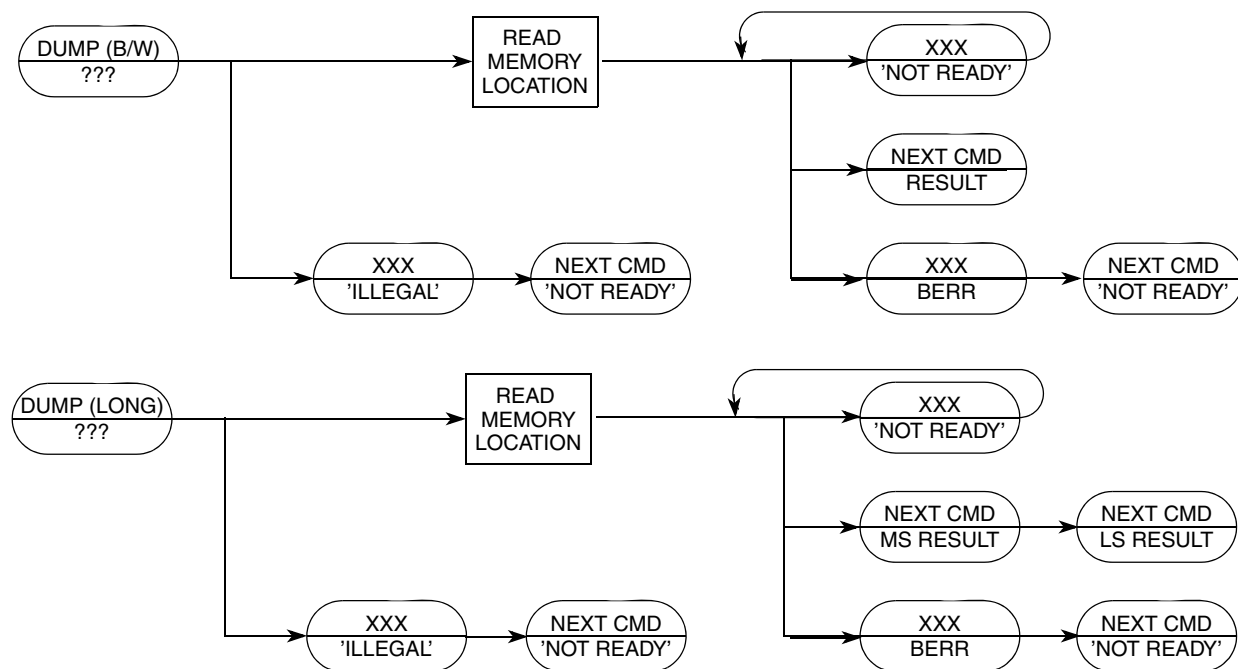 DUMP (B/W)
???
READ
MEMORY
LOCATION
XXX
'NOT READY'
NEXT CMD
RESULT
XXX
'ILLEGAL'
NEXT CMD
'NOT READY'
XXX
BERR
NEXT CMD
'NOT READY'
DUMP (LONG)
???
READ
MEMORY
LOCATION
XXX
'NOT READY'
NEXT CMD
MS RESULT
NEXT CMD
LS RESULT
XXX
'ILLEGAL'
NEXT CMD
'NOT READY'
XXX
BERR
NEXT CMD
'NOT READY'